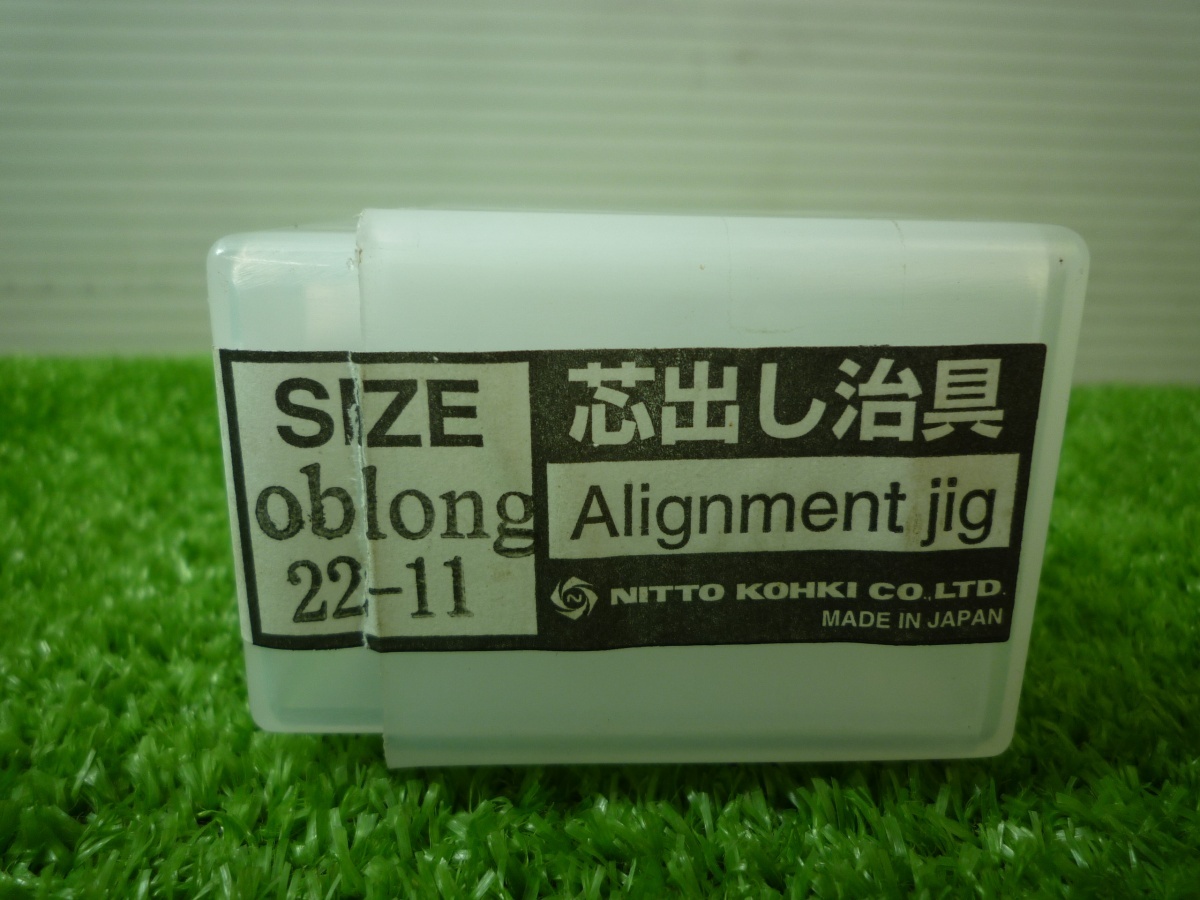 SIZE
oblong
22-11
芯出し治具
Alignment jig
NITTO KOHKI CO.,LTD.
MADE IN JAPAN